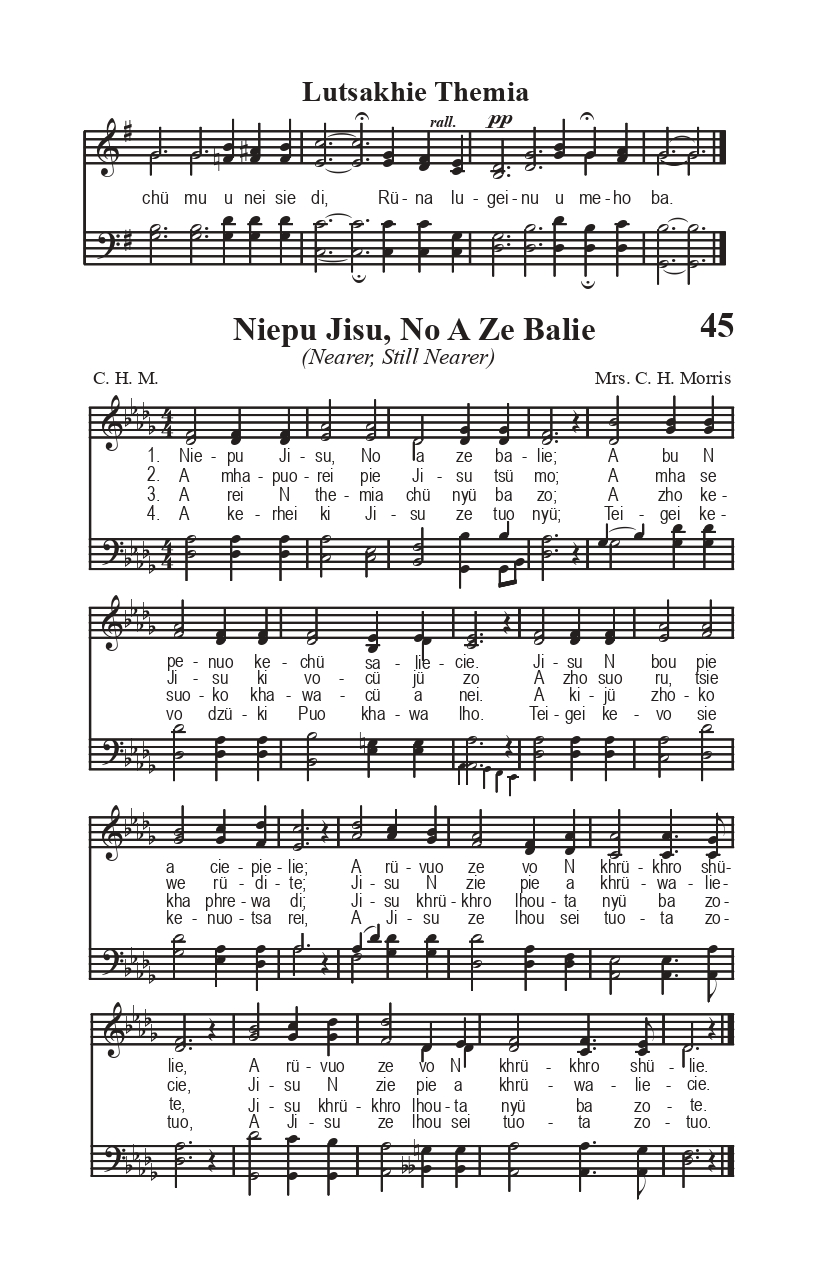 Lutsakhie Themia
rall.
pp
chü mu u nei sie di, Rü - na lu - gei - nu u me - ho ba.
Niepu Jisu, No A Ze Balie
45
(Nearer, Still Nearer)
C. H. M.
Mrs. C. H. Morris
1. Nie - pu Ji - su, No a ze ba - lie; A bu N
2. A mha - puo - rei pie Ji - su tsü mo; A mha se
3. A rei N the - mia chü nyü ba zo; A zho ke -
4. A ke - rhei ki Ji - su ze tuo nyü; Tei - gei ke -
pe - nuo ke - chü sa - lie - cie. Ji - su N bou pie
Ji - su ki vo - cü jü zo A zho suo ru, tsie
suo - ko kha - wa - cü a nei. A ki - jü zho - ko
vo dzü - ki Puo kha - wa lho. Tei - gei ke - vo sie
a cie - pie - lie; A rü - vuo ze vo N khrü - khro shü -
we rü - di - te; Ji - su N zie pie a khrü - wa - lie -
kha phre - wa di; Ji - su khrü - khro lhou - ta nyü ba zo -
ke - nuo - tsa rei, A Ji - su ze lhou sei tuo - ta zo -
lie, A rü - vuo ze vo N khrü - khro shü - lie.
cie, Ji - su N zie pie a khrü - wa - lie - cie.
te, Ji - su khrü - khro lhou - ta nyü ba zo - te.
tuo, A Ji - su ze lhou sei tuo - ta zo - tuo.